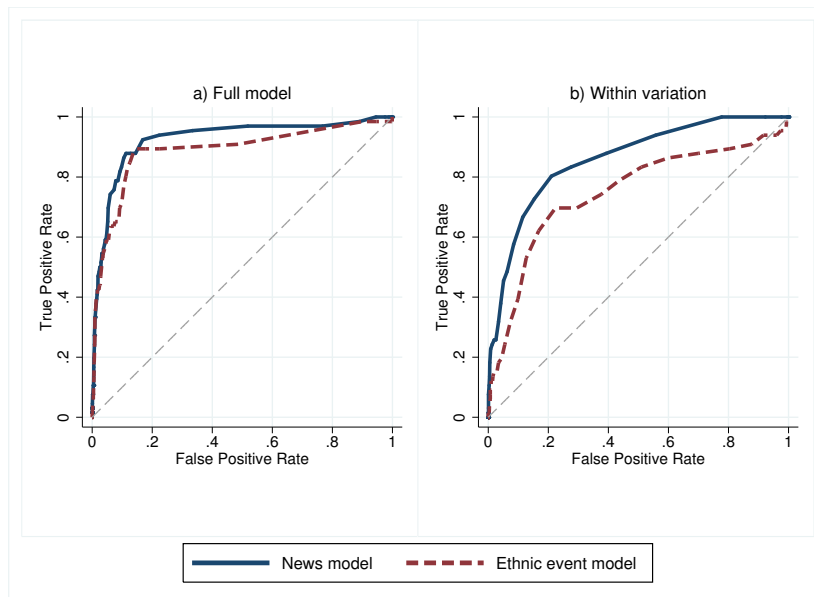 a) Full model
True Positive Rate
0 .2 .4 .6 .8 1
0 .2 .4 .6 .8 1
False Positive Rate
b) Within variation
True Positive Rate
0 .2 .4 .6 .8 1
0 .2 .4 .6 .8 1
False Positive Rate
News model
Ethnic event model